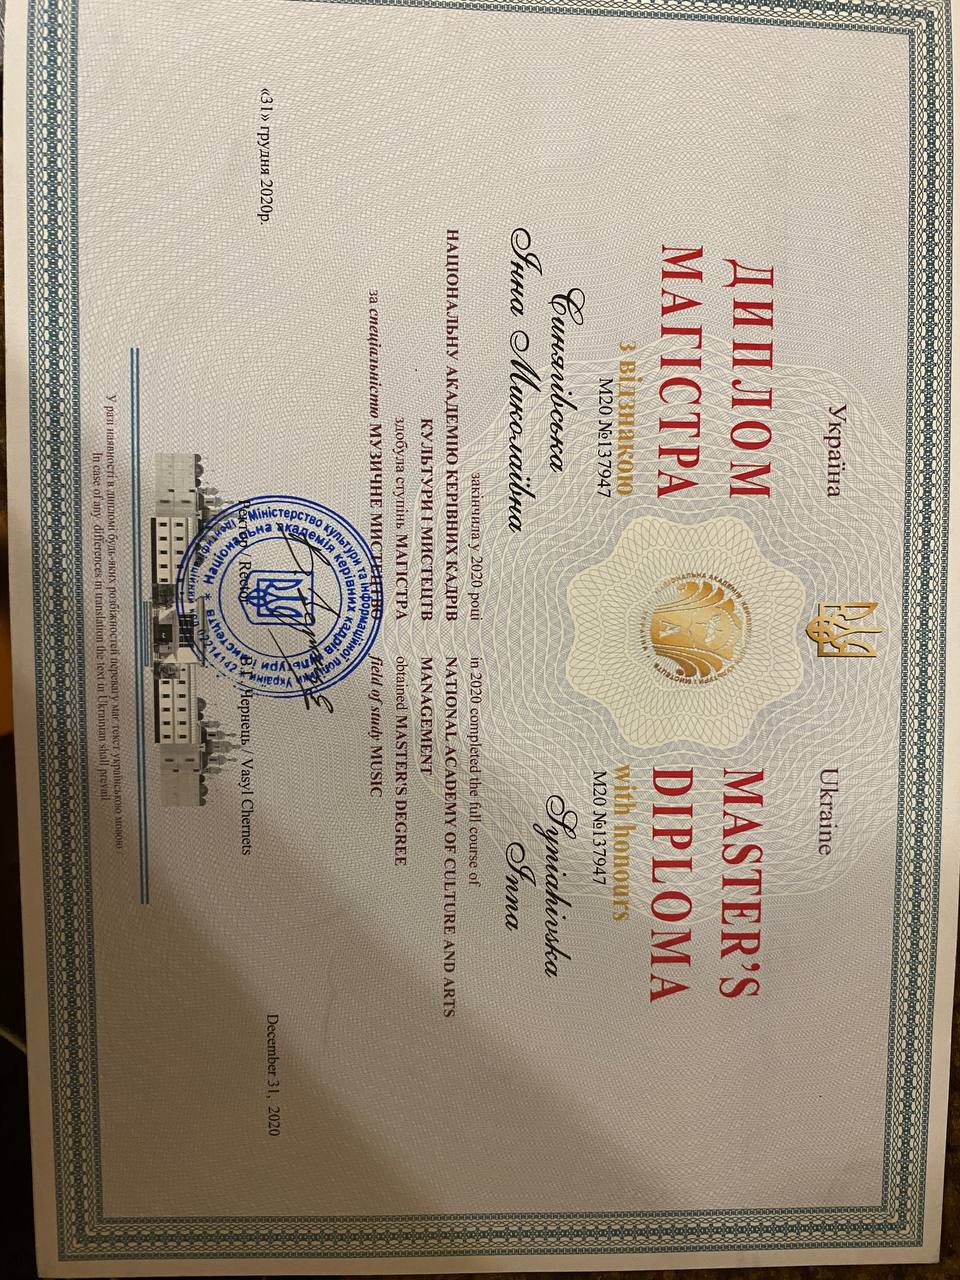 Україна
ДИПЛОМ
МАГІСТРА
з відзнакою
М20 №137947
Синягівська
Інна Миколаївна
закінчила у 2020 році
НАЦІОНАЛЬНУ АКАДЕМІЮ КЕРІВНИХ КАДРІВ
КУЛЬТУРИ І МИСТЕЦТВ
здобула ступінь МАГІСТРА
за спеціальністю МУЗИЧНЕ МИСТЕЦТВО
«31» грудня 2020р.
Ukraine
MASTER'S
DIPLOMA
with honours
M20 №137947
Syniahivska
Inna
in 2020 completed the full course of
NATIONAL ACADEMY OF CULTURE AND ARTS
MANAGEMENT
obtained MASTER'S DEGREE
field of study MUSIC
December 31, 2020
Ректор / Rector
Чернець / Vasyl Chernets
Міністерство культури та інформаційної політики України
Національна академія керівних кадрів культури і мистецтв
У разі наявності в дипломі будь-яких розбіжностей перевагу має текст українською мовою
In case of any differences in translation the text in Ukrainian shall prevail